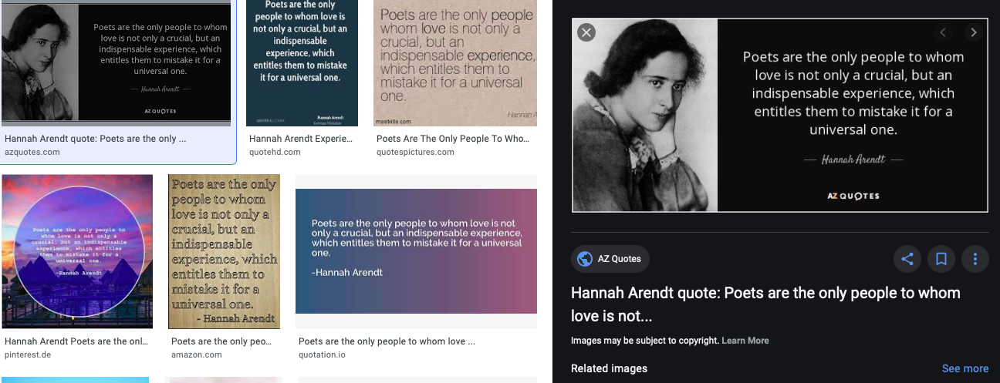 Poets are the only people to whom
love is not only a crucial, but an
indispensable experience, which
entitles them to mistake it for a
universal one.
Hannah Arendt
AZ QUOTES
Hannah Arendt quote: Poets are the only ...
azquotes.com
Poets are the only
people to whom love is
not only a crucial, but an
indispensable
experience, which
entitles them to mistake
it for a universal one.
QUOTEHD.COM
Hannah Arendt
German Historian
Hannah Arendt Experie...
quotehd.com
Poets are the only people
whom love is not only a
crucial, but an
indispensable experience,
which entitles them to
mistake it for a universal
one.
Hannah A
meetville.com
Poets Are The Only People To Who...
quotespictures.com
Poets are the only people to
whom love is not only a
crucial, but an indispensable
experience, which entitles
them to mistake it for a
universal one.
-Hannah Arendt
Hannah Arendt Poets are the onl...
pinterest.de
Poets are the only
people to whom
love is not only a
crucial, but an
indispensable
experience, which
entitles them to
mistake it for a
universal one.
- Hannah Arendt
Poets are the only peo...
amazon.com
Poets are the only people to whom love is not
only a crucial, but an indispensable experience,
which entitles them to mistake it for a universal
one.
-Hannah Arendt
Poets are the only people to whom love ...
quotation.io
Poets are the only people to whom
love is not only a crucial, but an
indispensable experience, which
entitles them to mistake it for a
universal one.
Hannah Arendt
AZ QUOTES
AZ Quotes
Hannah Arendt quote: Poets are the only people to whom
love is not...
Images may be subject to copyright. Learn More
Related images
See more